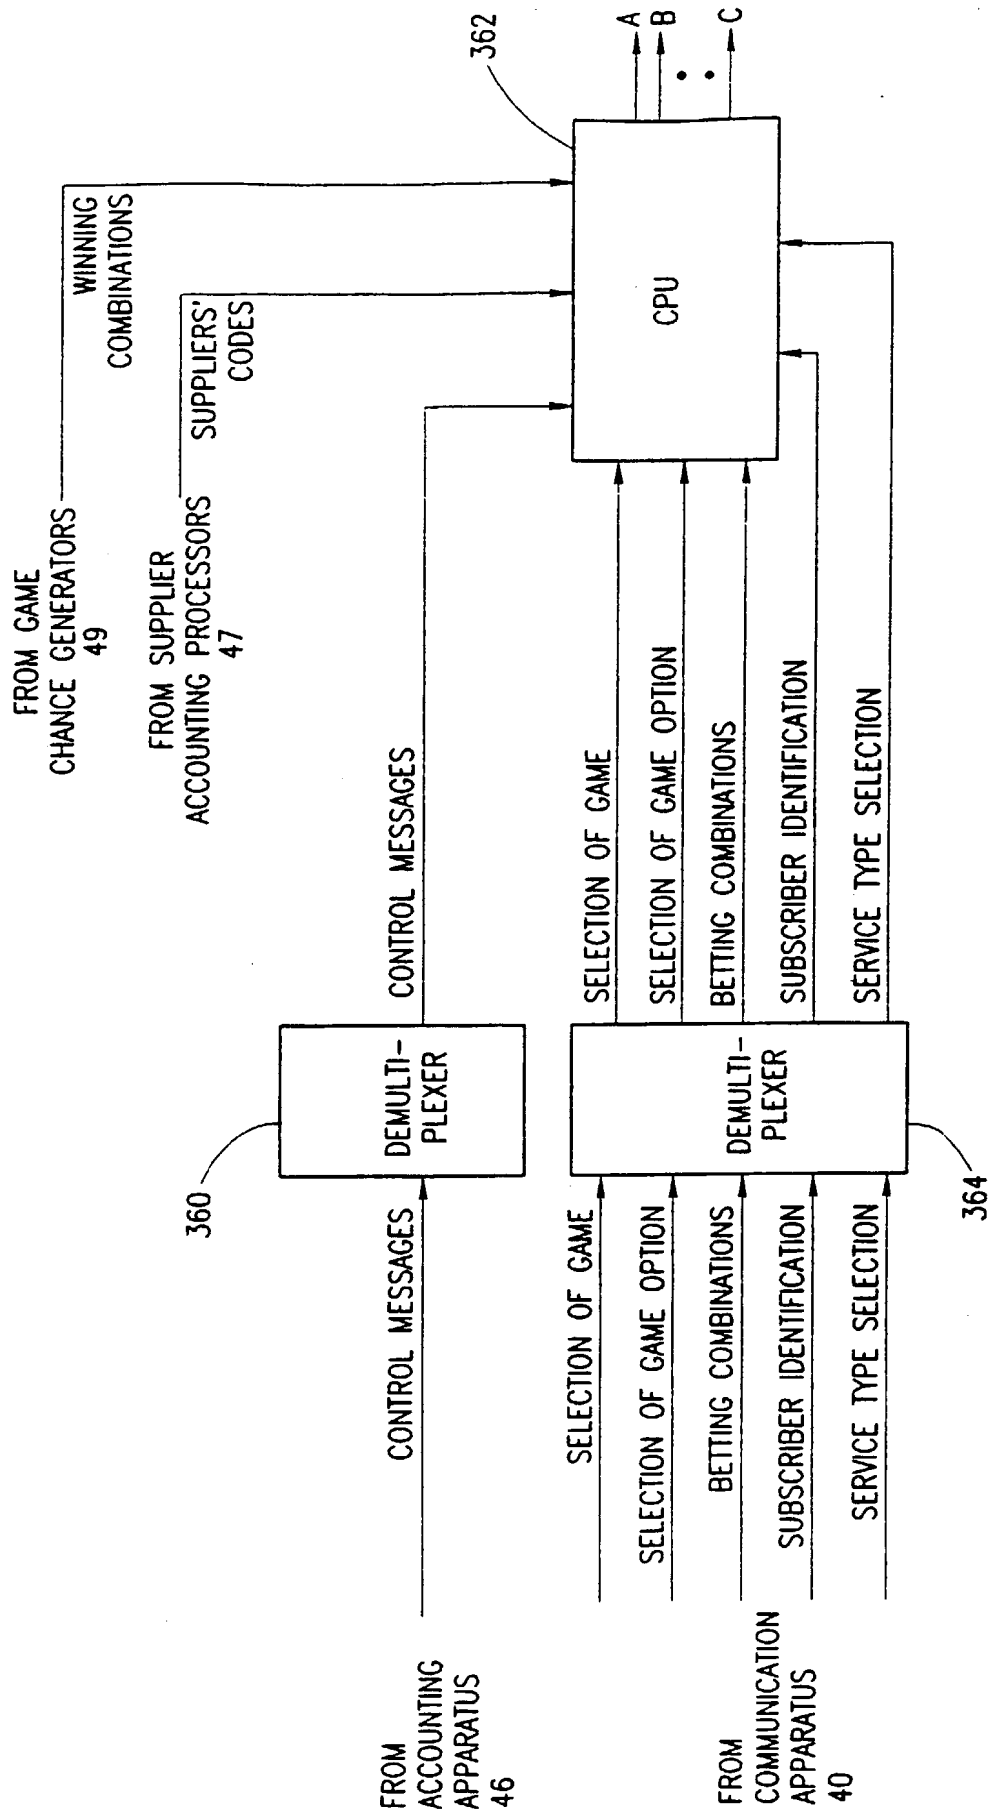 FROM GAME
CHANCE GENERATORS
49
WINNING
COMBINATIONS
FROM SUPPLIER
ACCOUNTING PROCESSORS
47
SUPPLIERS'
CODES
362
A
B
C
CPU
FROM
ACCOUNTING
APPARATUS
46
CONTROL MESSAGES
360
DEMULTI-
PLEXER
CONTROL MESSAGES
FROM
COMMUNICATION
APPARATUS
40
SELECTION OF GAME
SELECTION OF GAME OPTION
BETTING COMBINATIONS
SUBSCRIBER IDENTIFICATION
SERVICE TYPE SELECTION
DEMULTI-
PLEXER
364
SELECTION OF GAME
SELECTION OF GAME OPTION
BETTING COMBINATIONS
SUBSCRIBER IDENTIFICATION
SERVICE TYPE SELECTION